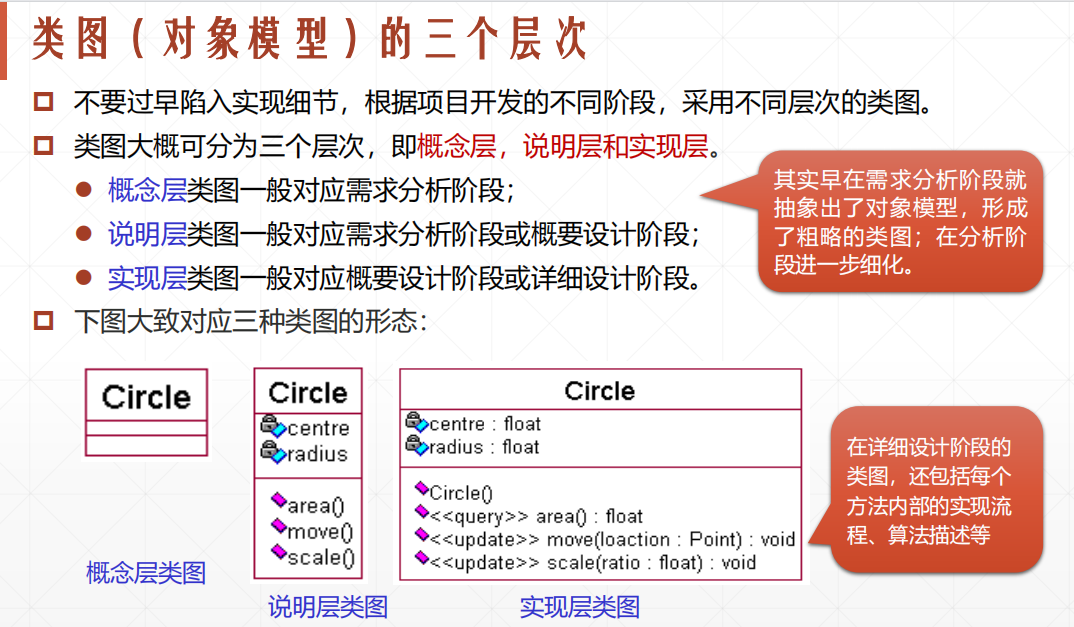 类图（对象模型）的三个层次
不要过早陷入实现细节，根据项目开发的不同阶段，采用不同层次的类图。
类图大概可分为三个层次，即概念层，说明层和实现层。
概念层类图一般对应需求分析阶段；
说明层类图一般对应需求分析阶段或概要设计阶段；
实现层类图一般对应概要设计阶段或详细设计阶段。
其实早在需求分析阶段就
抽象出了对象模型，形成
了粗略的类图；在分析阶
段进一步细化。
下图大致对应三种类图的形态：
Circle
概念层类图
Circle
centre
radius
area()
move()
scale()
说明层类图
Circle
centre : float
radius : float
Circle()
<<query>> area() : float
<<update>> move(loaction : Point) : void
<<update>> scale(ratio : float) : void
实现层类图
在详细设计阶段的
类图，还包括每个
方法内部的实现流
程、算法描述等